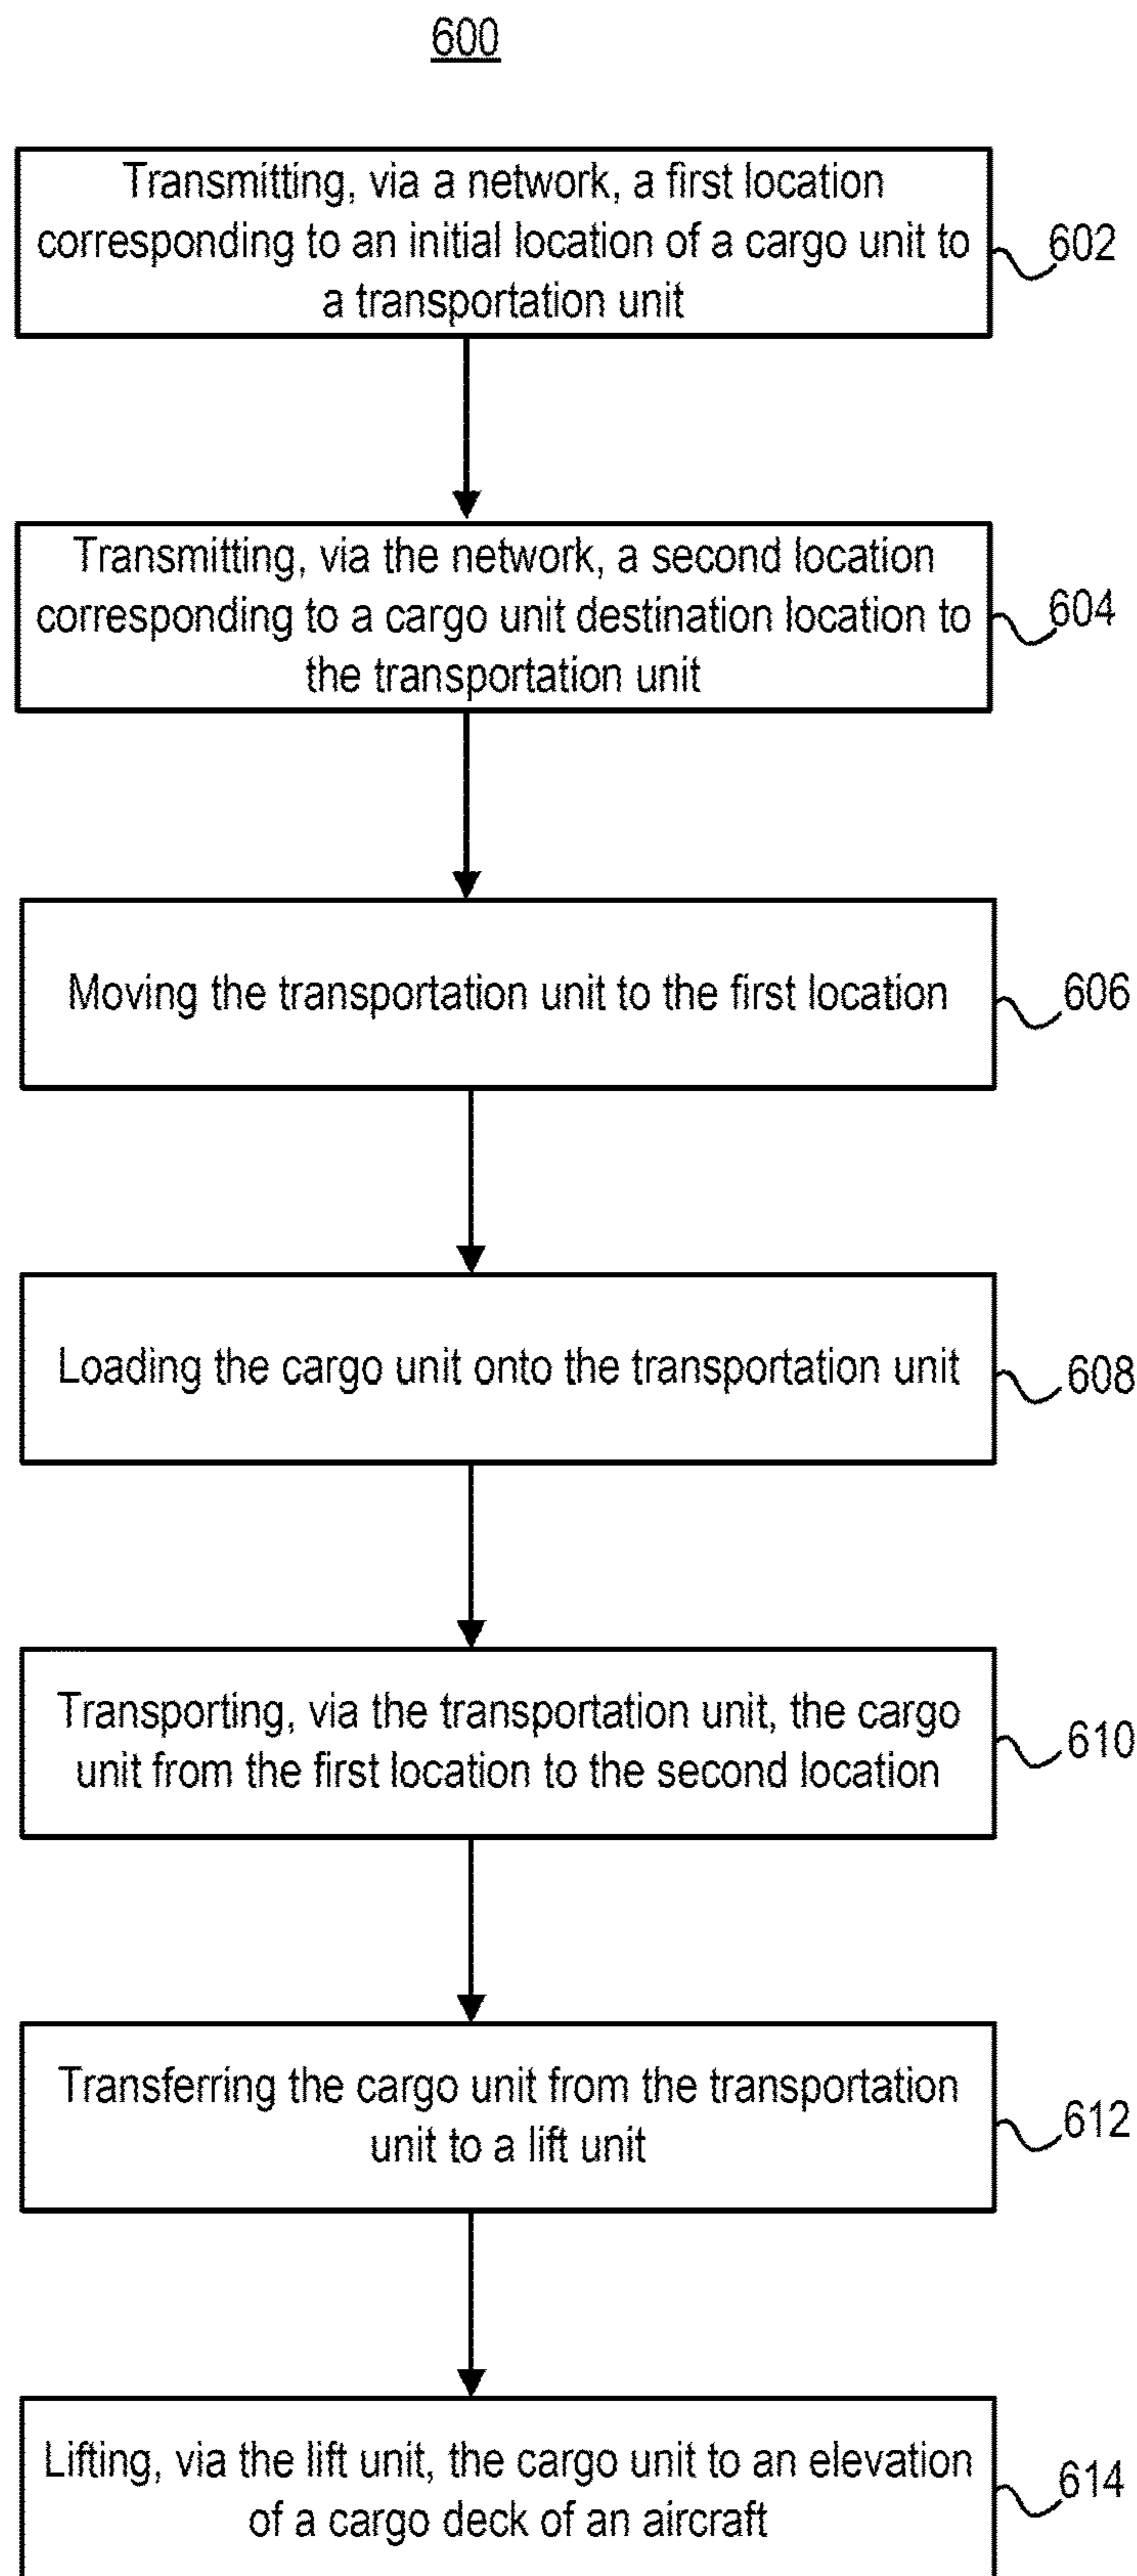 600
Transmitting, via a network, a first location
corresponding to an initial location of a cargo unit to
a transportation unit
602
Transmitting, via the network, a second location
corresponding to a cargo unit destination location to
the transportation unit
604
Moving the transportation unit to the first location
606
Loading the cargo unit onto the transportation unit
608
Transporting, via the transportation unit, the cargo
unit from the first location to the second location
610
Transferring the cargo unit from the transportation
unit to a lift unit
612
Lifting, via the lift unit, the cargo unit to an elevation
of a cargo deck of an aircraft
614